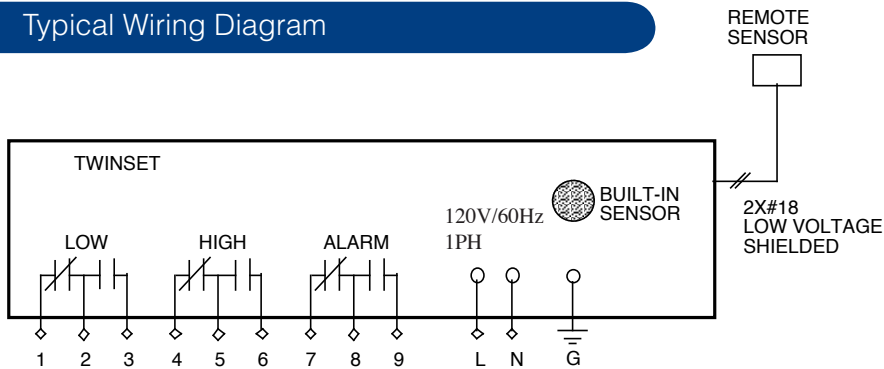 Typical Wiring Diagram
REMOTE
SENSOR
TWINSET
BUILT-IN
SENSOR
120V/60Hz
1PH
2X#18
LOW VOLTAGE
SHIELDED
LOW
HIGH
ALARM
1 2 3 4 5 6 7 8 9 L N G